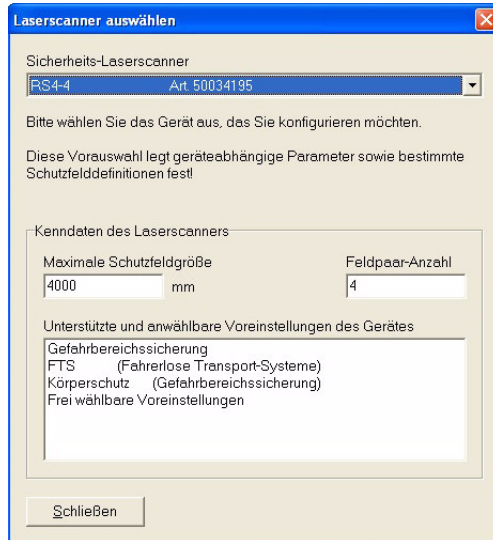 Laserscanner auswählen
Sicherheits-Laserscanner
RS4-4 Art. 50034195
Bitte wählen Sie das Gerät aus, das Sie konfigurieren möchten.
Diese Vorauswahl legt geräteabhängige Parameter sowie bestimmte
Schutzfelddefinitionen fest!
Kenndaten des Laserscanners
Maximale Schutzfeldgröße Feldpaar-Anzahl
4000 mm 4
Unterstützte und anwählbare Voreinstellungen des Gerätes
Gefahrbereichssicherung
FTS (Fahrerlose Transport-Systeme)
Körperschutz (Gefahrbereichssicherung)
Frei wählbare Voreinstellungen
Schließen